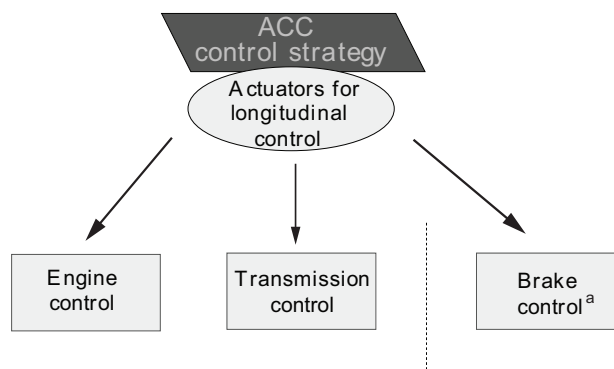 ACC
control strategy
Actuators for
longitudinal
control
Engine
control
Transmission
control
Brake
control a